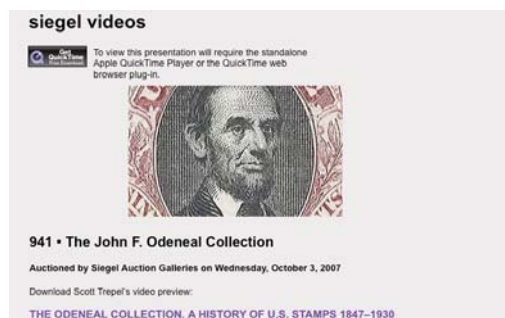 siegel videos
Get
QuickTime
Free Download
To view this presentation will require the standalone
Apple QuickTime Player or the QuickTime web
browser plug-in.
941 • The John F. Odeneal Collection
Auctioned by Siegel Auction Galleries on Wednesday, October 3, 2007
Download Scott Trepel's video preview:
THE ODENEAL COLLECTION, A HISTORY OF U.S. STAMPS 1847–1930